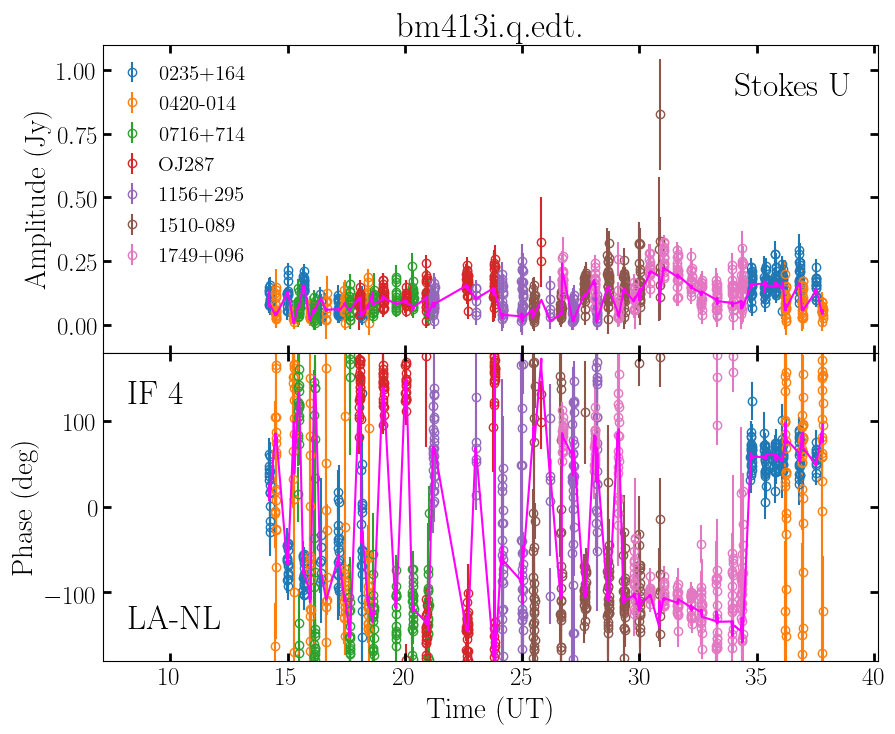 bm413i.q.edt.
Stokes U
0235+164
0420-014
0716+714
OJ287
1156+295
1510-089
1749+096
Amplitude (Jy)
1.00
0.75
0.50
0.25
0.00
IF 4
LA-NL
Phase (deg)
100
0
−100
10 15 20 25 30 35 40
Time (UT)